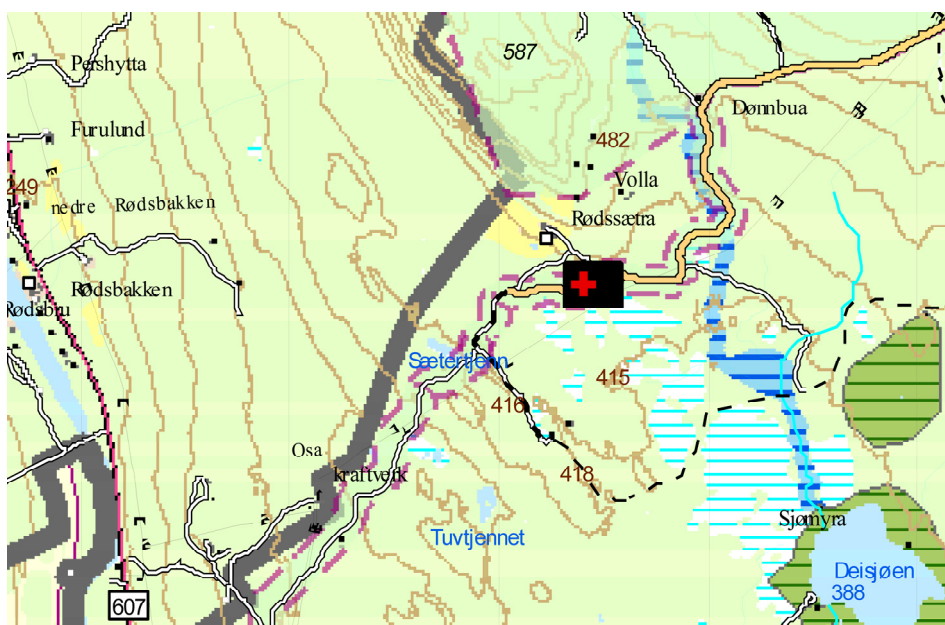 587
Pershytta
Dønnbua
Furulund
482
Volla
249
nedre Rødsbakken
Rødssætra
Rødsbakken
Rødsbru
Sætertjenn
415
416
Osa
kraftverk
418
Sjømyra
Tuvtjennet
Deisjøen
388
607